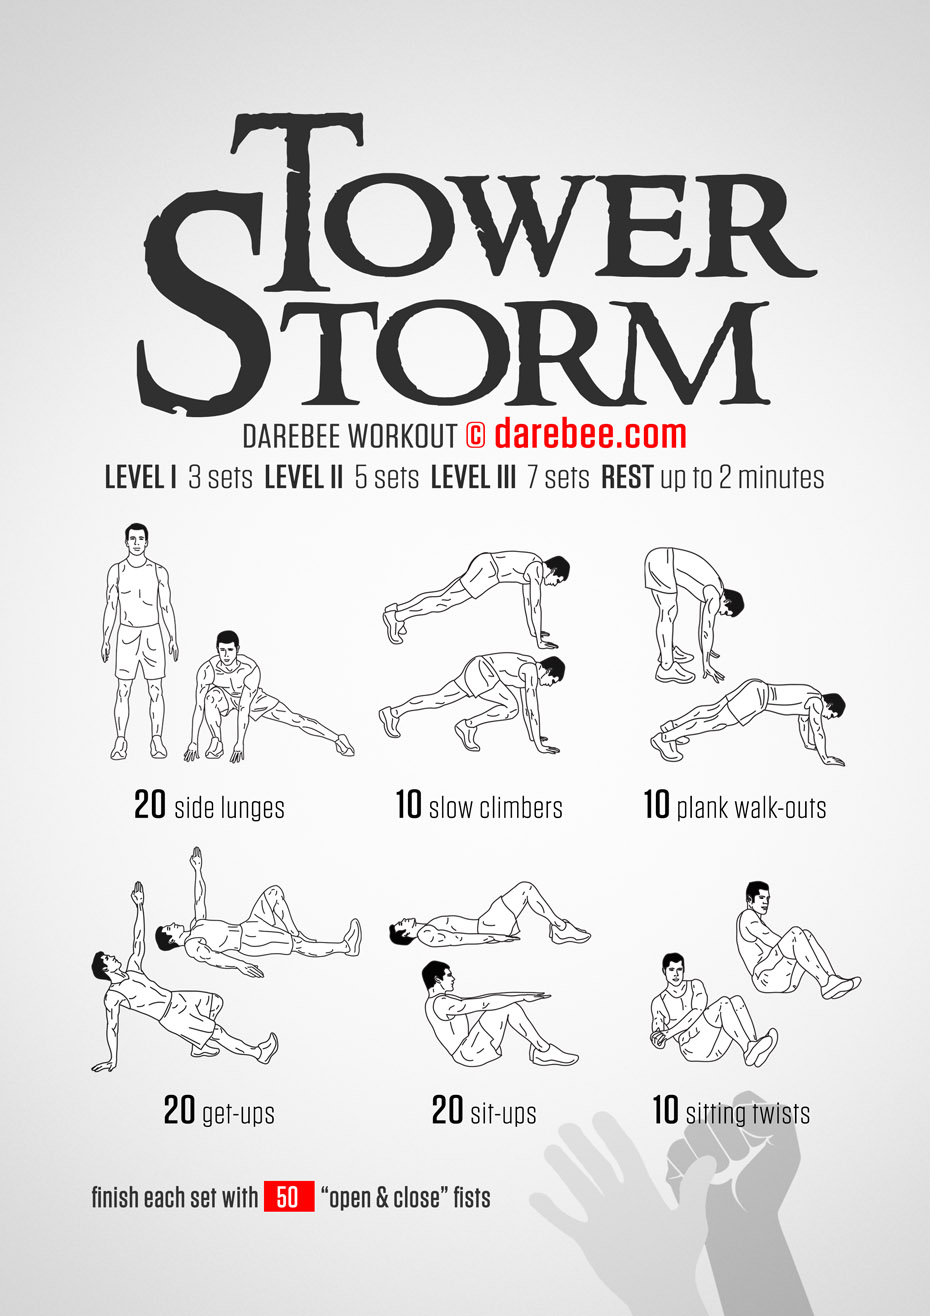 TOWER
STORM
DAREBEE WORKOUT © darebee.com
LEVEL I 3 sets LEVEL II 5 sets LEVEL III 7 sets REST up to 2 minutes
20 side lunges
10 slow climbers
10 plank walk-outs
20 get-ups
20 sit-ups
10 sitting twists
finish each set with 50 “open & close” fists